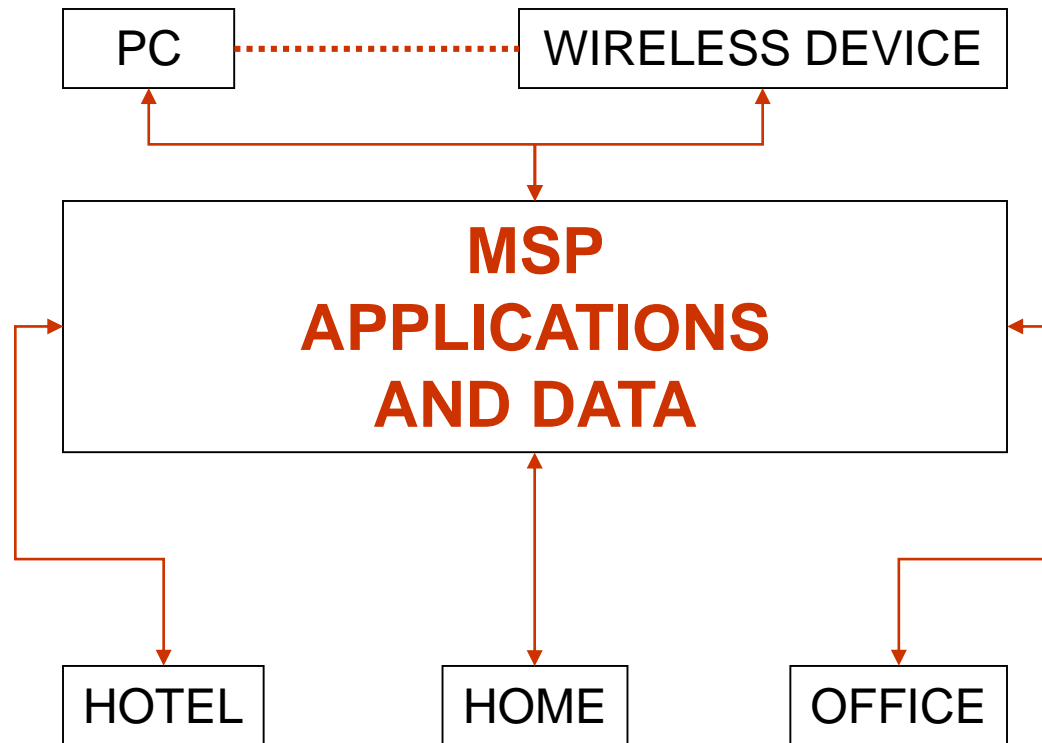 PC
WIRELESS DEVICE
MSP
APPLICATIONS
AND DATA
HOTEL
HOME
OFFICE